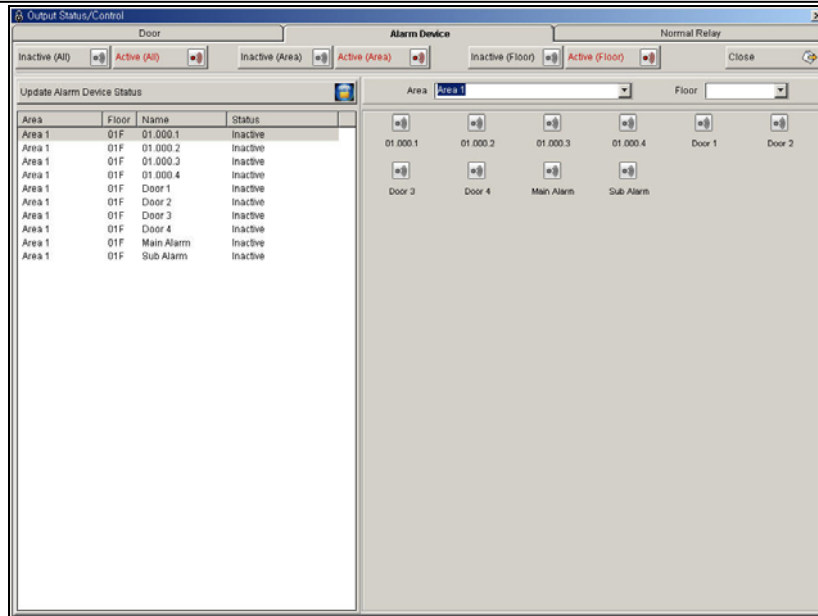 Output Status/Control
Door Alarm Device Normal Relay
Inactive (All) Active (All) Inactive (Area) Active (Area) Inactive (Floor) Active (Floor) Close
Update Alarm Device Status
Area Area 1 Floor
Area Floor Name Status
Area 1 01F 01.000.1 Inactive
Area 1 01F 01.000.2 Inactive
Area 1 01F 01.000.3 Inactive
Area 1 01F 01.000.4 Inactive
Area 1 01F Door 1 Inactive
Area 1 01F Door 2 Inactive
Area 1 01F Door 3 Inactive
Area 1 01F Door 4 Inactive
Area 1 01F Main Alarm Inactive
Area 1 01F Sub Alarm Inactive
01.000.1 01.000.2 01.000.3 01.000.4 Door 1 Door 2
Door 3 Door 4 Main Alarm Sub Alarm